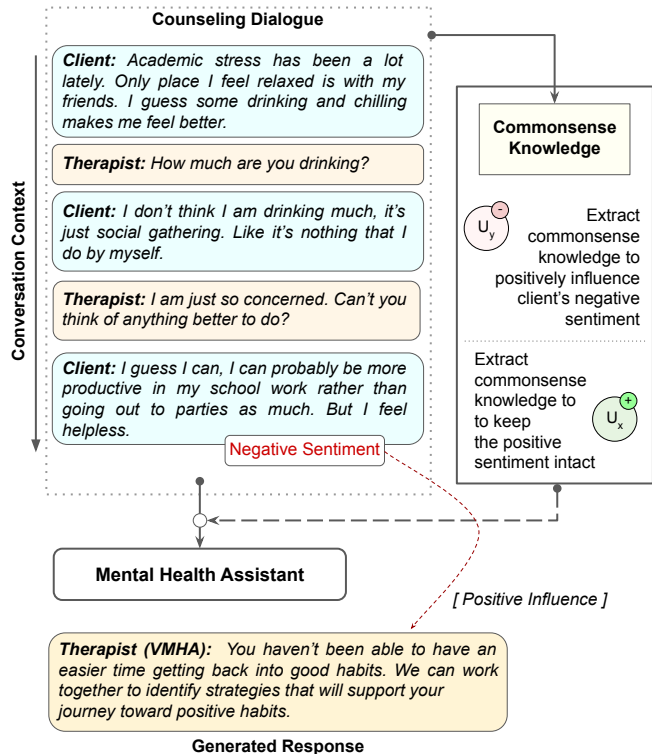 Counseling Dialogue
Conversation Context
Client: Academic stress has been a lot
lately. Only place I feel relaxed is with my
friends. I guess some drinking and chilling
makes me feel better.
Therapist: How much are you drinking?
Client: I don't think I am drinking much, it's
just social gathering. Like it's nothing that I
do by myself.
Therapist: I am just so concerned. Can't you
think of anything better to do?
Client: I guess I can, I can probably be more
productive in my school work rather than
going out to parties as much. But I feel
helpless.
Negative Sentiment
Commonsense
Knowledge
-
U_y
Extract
commonsense
knowledge to
positively influence
client's negative
sentiment
Extract
commonsense
knowledge to
to keep
the positive
sentiment intact
+
U_x
Mental Health Assistant
[ Positive Influence ]
Therapist (VMHA): You haven't been able to have an
easier time getting back into good habits. We can work
together to identify strategies that will support your
journey toward positive habits.
Generated Response